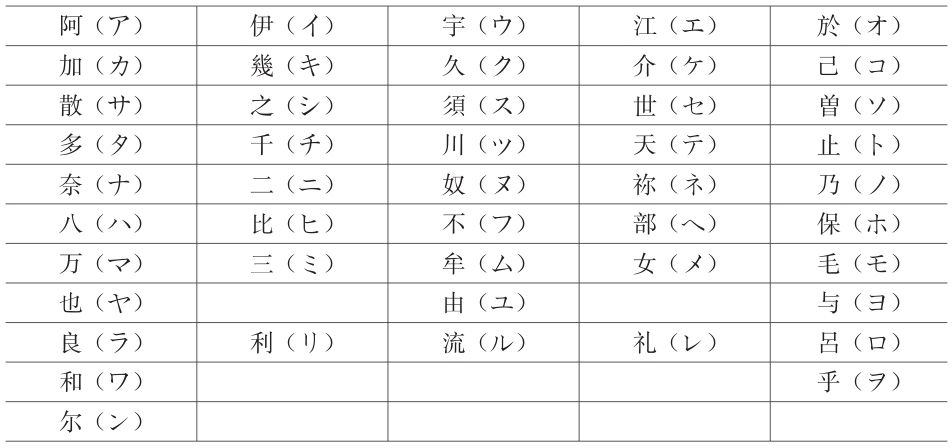 阿（ア） 伊（イ） 宇（ウ） 江（エ） 於（オ）
加（カ） 幾（キ） 久（ク） 介（ケ） 己（コ）
散（サ） 之（シ） 須（ス） 世（セ） 曽（ソ）
多（タ） 千（チ） 川（ッ） 天（テ） 止（ト）
奈（ナ） 二（ニ） 奴（ヌ） 祢（ネ） 乃（ノ）
八（ハ） 比（ヒ） 不（フ） 部（ヘ） 保（ホ）
万（マ） 三（ミ） 牟（ム） 女（メ） 毛（モ）
也（ヤ） 由（ユ） 与（ヨ）
良（ラ） 利（リ） 流（ル） 礼（レ） 呂（ロ）
和（ワ） 乎（ヲ）
尔（ン）